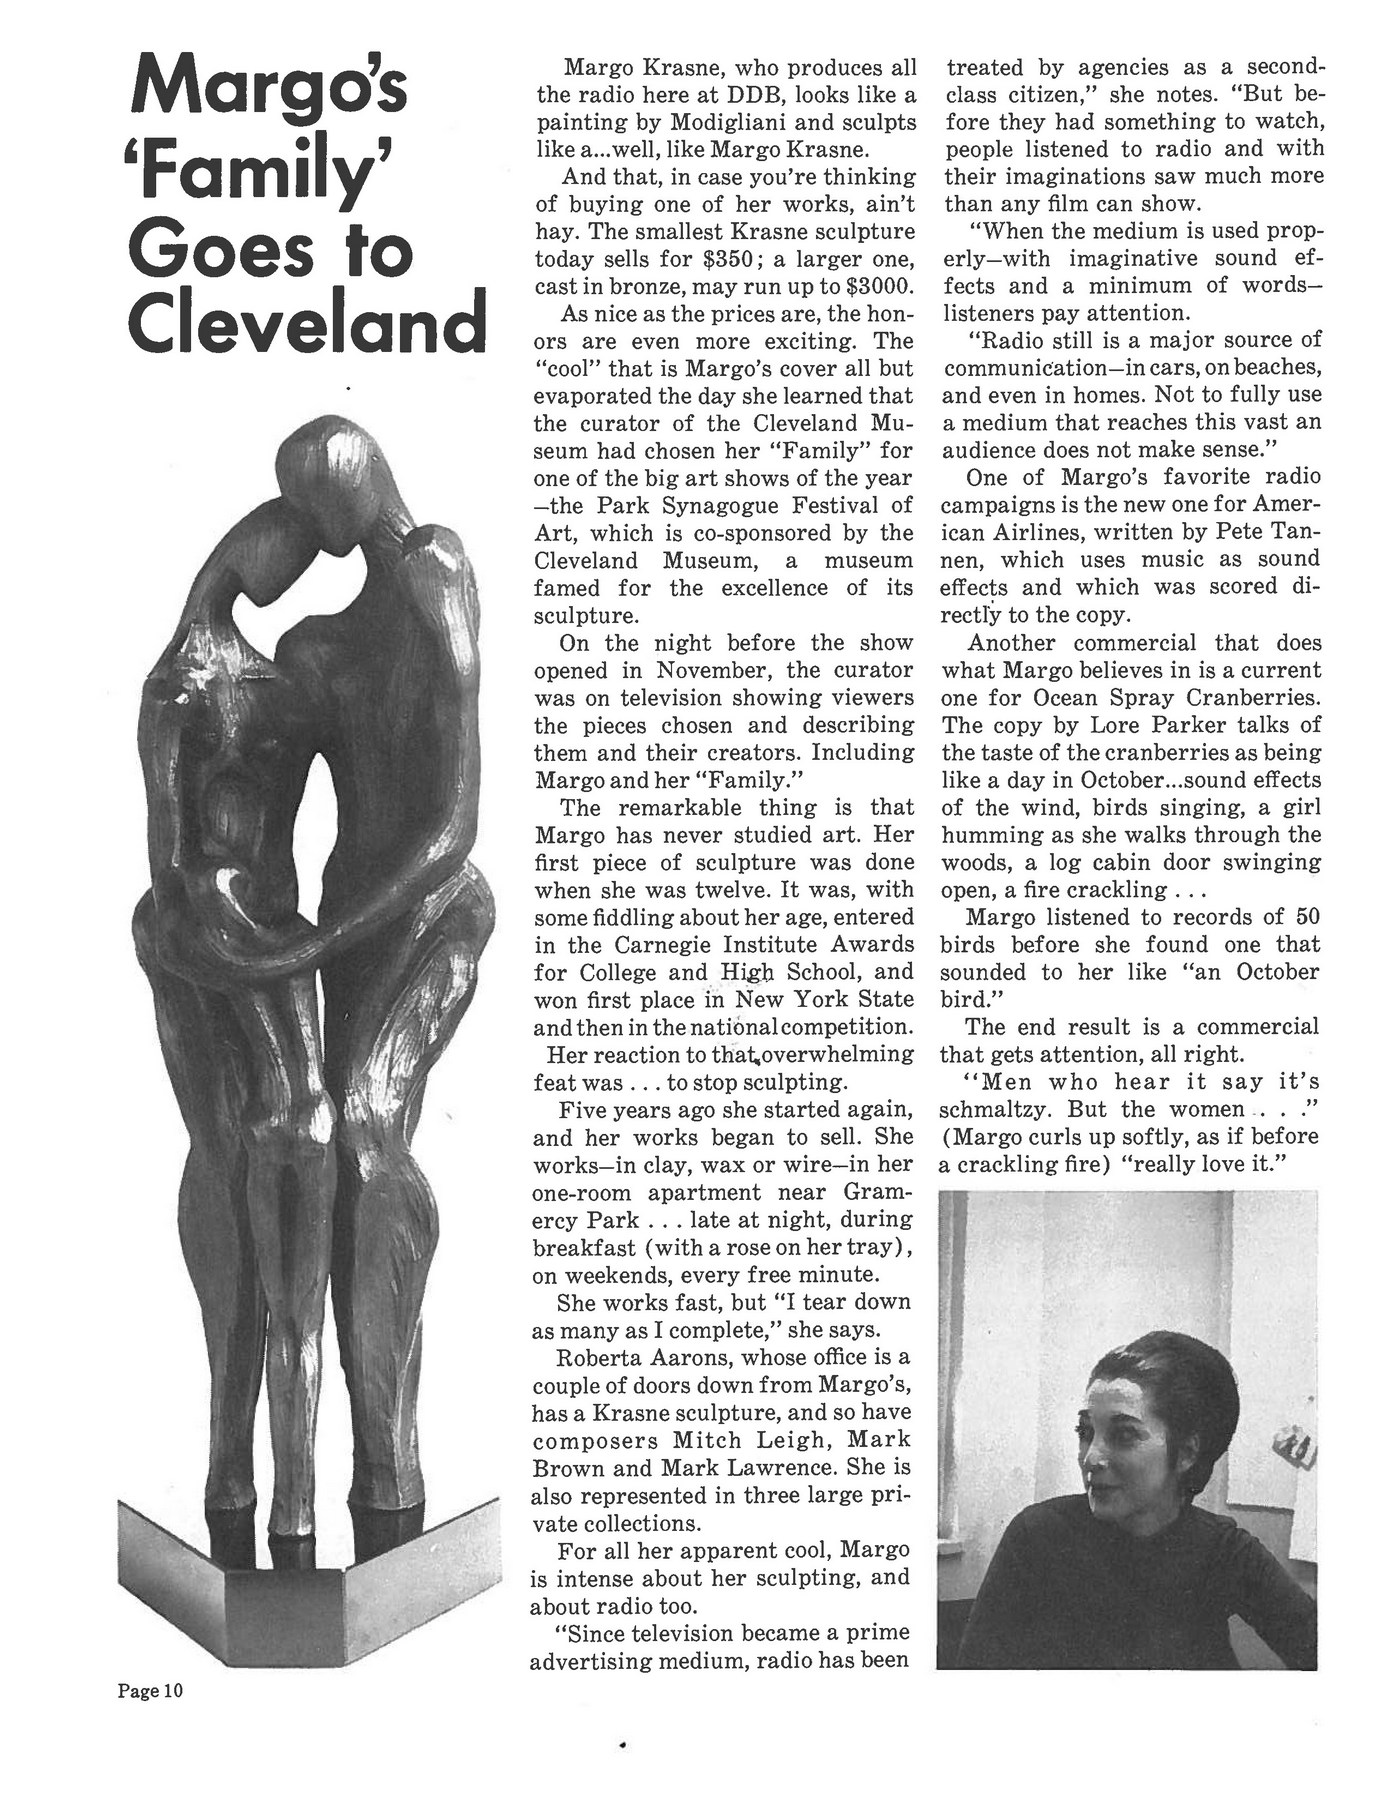 Margo's
'Family'
Goes to
Cleveland
Margo Krasne, who produces all
the radio here at DDB, looks like a
painting by Modigliani and sculpts
like a...well, like Margo Krasne.
And that, in case you're thinking
of buying one of her works, ain't
hay. The smallest Krasne sculpture
today sells for $350; a larger one,
cast in bronze, may run up to $3000.
As nice as the prices are, the hon-
ors are even more exciting. The
"cool" that is Margo's cover all but
evaporated the day she learned that
the curator of the Cleveland Mu-
seum had chosen her "Family" for
one of the big art shows of the year
—the Park Synagogue Festival of
Art, which is co-sponsored by the
Cleveland Museum, a museum
famed for the excellence of its
sculpture.
On the night before the show
opened in November, the curator
was on television showing viewers
the pieces chosen and describing
them and their creators. Including
Margo and her "Family."
The remarkable thing is that
Margo has never studied art. Her
first piece of sculpture was done
when she was twelve. It was, with
some fiddling about her age, entered
in the Carnegie Institute Awards
for College and High School, and
won first place in New York State
and then in the national competition.
Her reaction to that overwhelming
feat was . . . to stop sculpting.
Five years ago she started again,
and her works began to sell. She
works—in clay, wax or wire—in her
one-room apartment near Gram-
ercy Park . . . late at night, during
breakfast (with a rose on her tray),
on weekends, every free minute.
She works fast, but "I tear down
as many as I complete," she says.
Roberta Aarons, whose office is a
couple of doors down from Margo's,
has a Krasne sculpture, and so have
composers Mitch Leigh, Mark
Brown and Mark Lawrence. She is
also represented in three large pri-
vate collections.
For all her apparent cool, Margo
is intense about her sculpting, and
about radio too.
"Since television became a prime
advertising medium, radio has been
treated by agencies as a second-
class citizen," she notes. "But be-
fore they had something to watch,
people listened to radio and with
their imaginations saw much more
than any film can show.
"When the medium is used prop-
erly—with imaginative sound ef-
fects and a minimum of words—
listeners pay attention.
"Radio still is a major source of
communication—in cars, on beaches,
and even in homes. Not to fully use
a medium that reaches this vast an
audience does not make sense."
One of Margo's favorite radio
campaigns is the new one for Amer-
ican Airlines, written by Pete Tan-
nen, which uses music as sound
effects and which was scored di-
rectly to the copy.
Another commercial that does
what Margo believes in is a current
one for Ocean Spray Cranberries.
The copy by Lore Parker talks of
the taste of the cranberries as being
like a day in October...sound effects
of the wind, birds singing, a girl
humming as she walks through the
woods, a log cabin door swinging
open, a fire crackling . . .
Margo listened to records of 50
birds before she found one that
sounded to her like "an October
bird."
The end result is a commercial
that gets attention, all right.
"Men who hear it say it's
schmaltzy. But the women . . ."
(Margo curls up softly, as if before
a crackling fire) "really love it."
Page 10